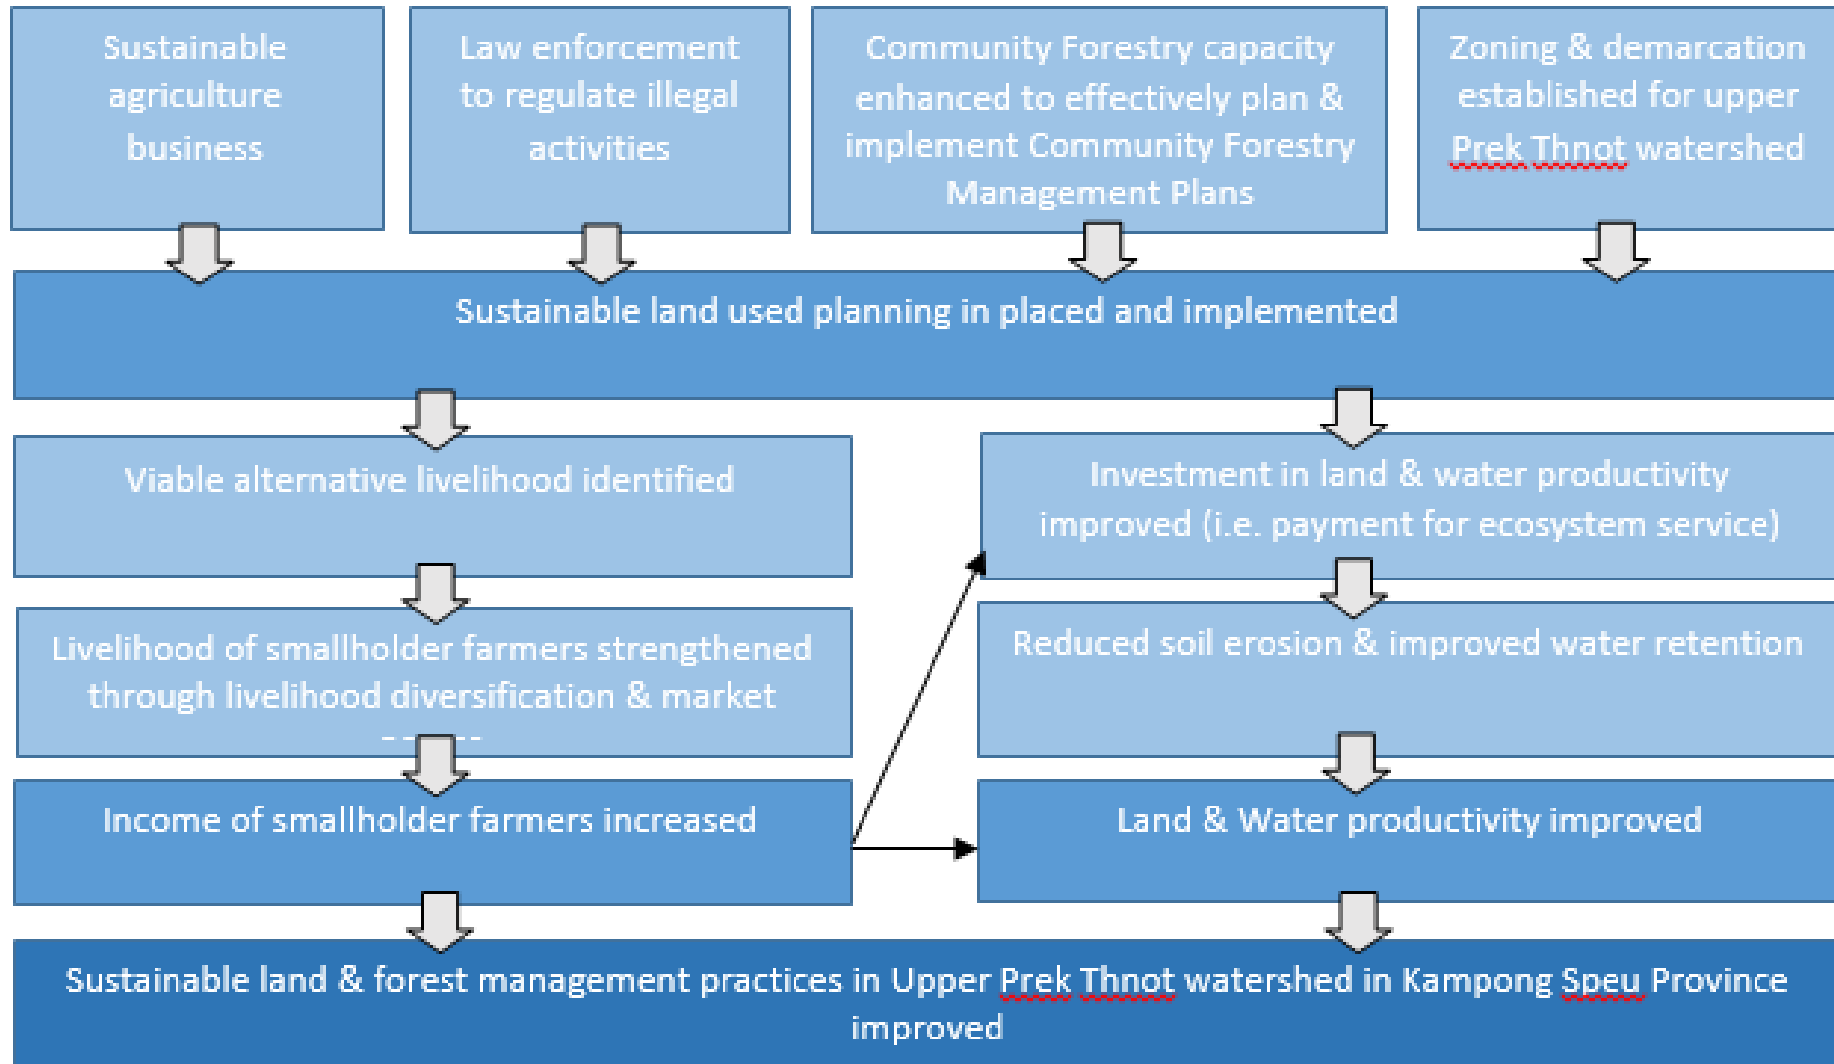 Sustainable
agriculture
business
Law enforcement
to regulate illegal
activities
Community Forestry capacity
enhanced to effectively plan &
implement Community Forestry
Management Plans
Zoning & demarcation
established for upper
Prek Thnot watershed
Sustainable land used planning in placed and implemented
Viable alternative livelihood identified
Investment in land & water productivity
improved (i.e. payment for ecosystem service)
Livelihood of smallholder farmers strengthened
through livelihood diversification & market
Reduced soil erosion & improved water retention
Income of smallholder farmers increased
Land & Water productivity improved
Sustainable land & forest management practices in Upper Prek Thnot watershed in Kampong Speu Province
improved